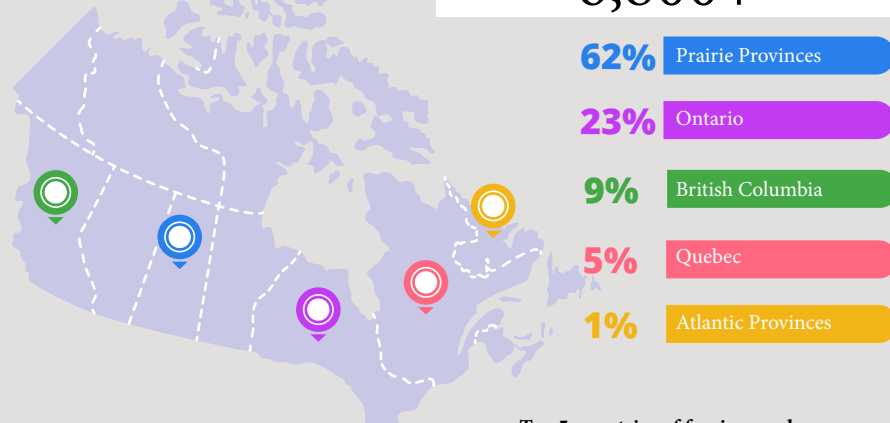 62% Prairie Provinces
23% Ontario
9% British Columbia
5% Quebec
1% Atlantic Provinces